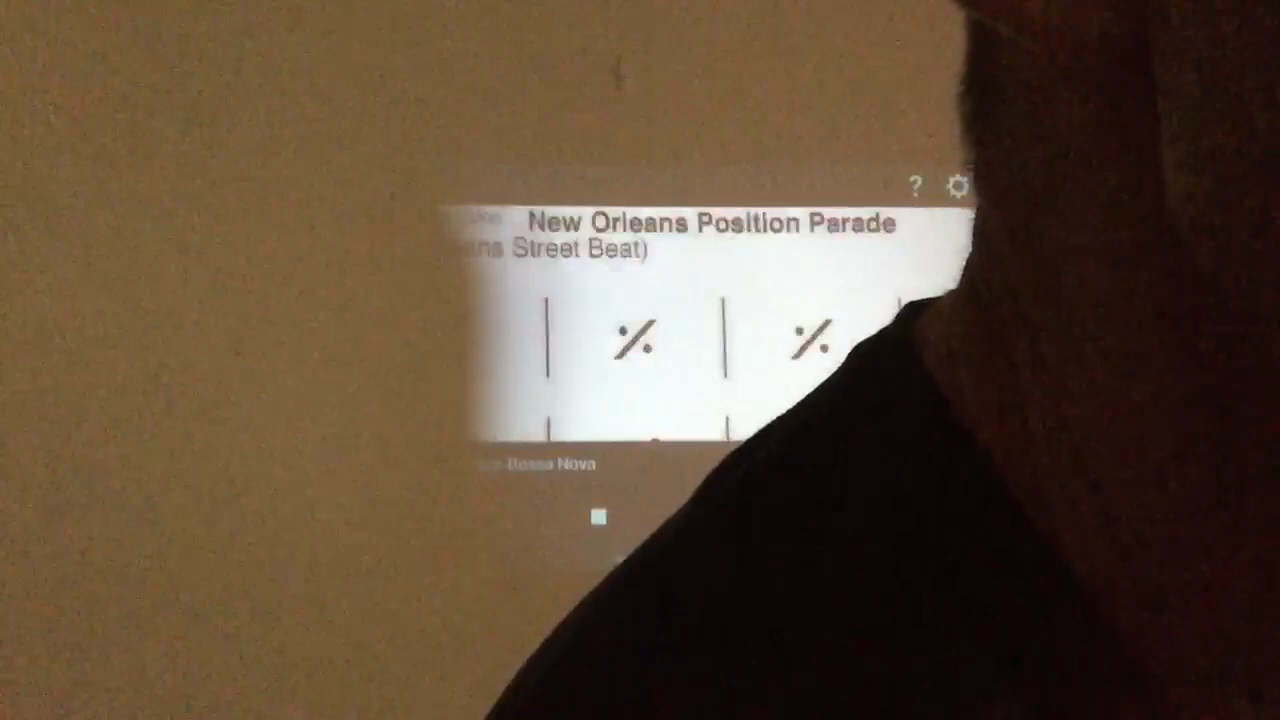 ?
New Orleans Position Parade
Street Beat)
% %
Bossa Nova